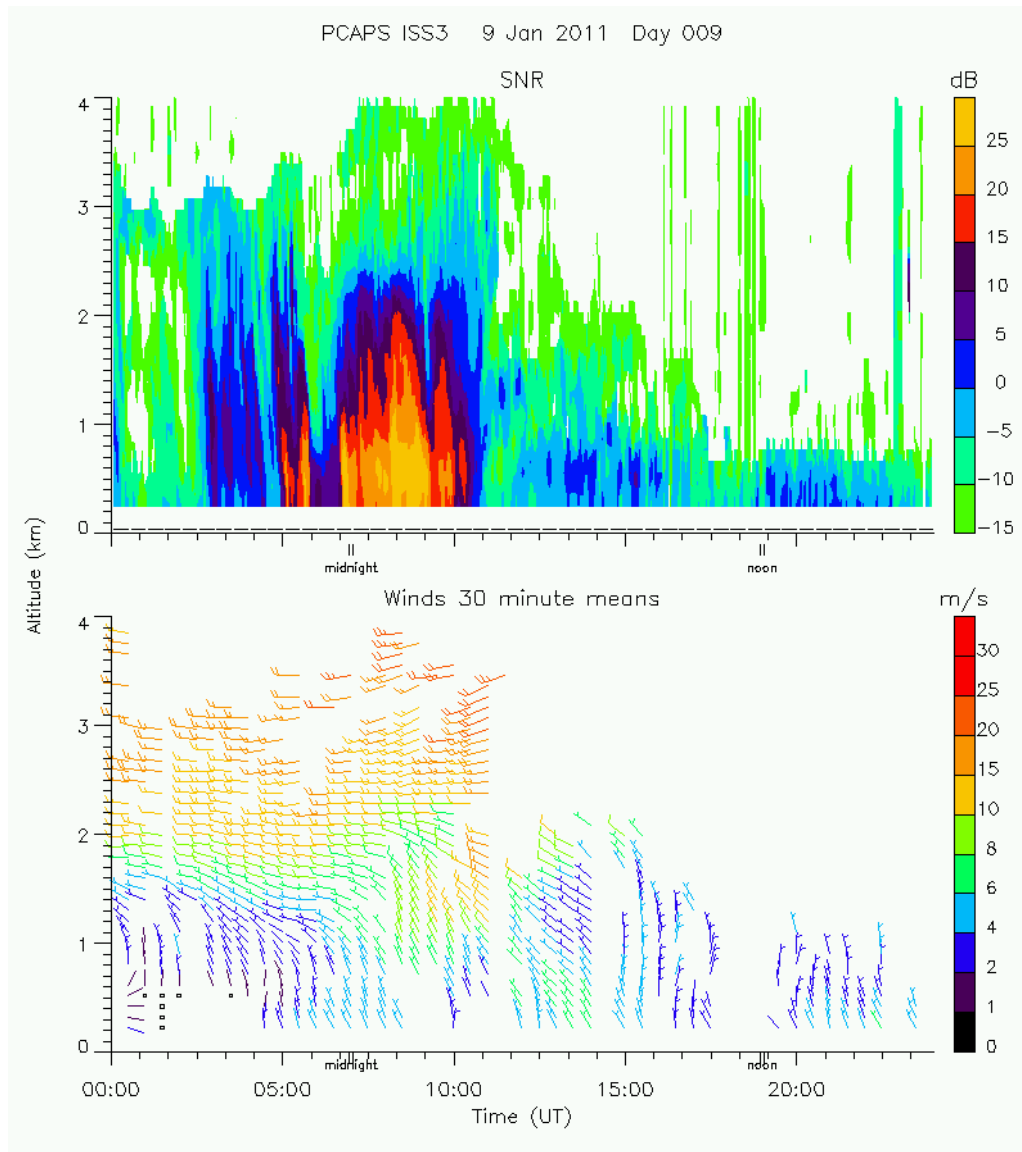 PCAPS ISS3 9 Jan 2011 Day 009
SNR
dB
4
3
2
1
0
25
20
15
10
5
0
−5
−10
−15
midnight
noon
Altitude (km)
Winds 30 minute means
m/s
4
3
2
1
0
30
25
20
15
10
8
6
4
2
1
0
midnight
noon
00:00 05:00 10:00 15:00 20:00
Time (UT)